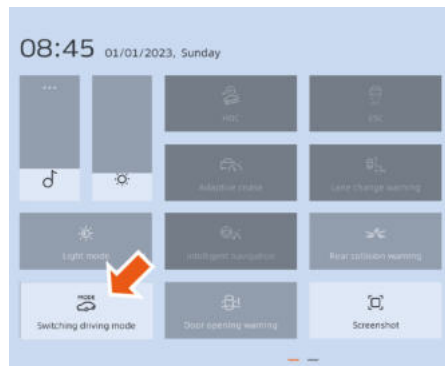 08:45 01/01/2023, Sunday
HDC
ESC
Adaptive cruise
Lane change warning
Light mode
Intelligent navigation
Rear collision warning
MODE
Switching driving mode
Door opening warning
Screenshot